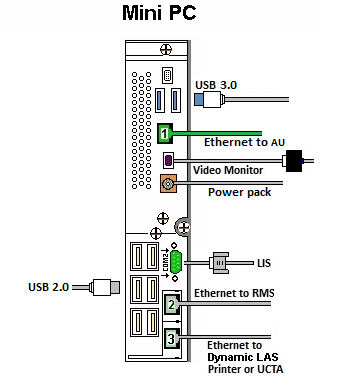 Mini PC
USB 3.0
1
Ethernet to AU
Video Monitor
Power pack
COM2
LIS
USB 2.0
2
Ethernet to RMS
3
Ethernet to
Dynamic LAS
Printer or UCTA